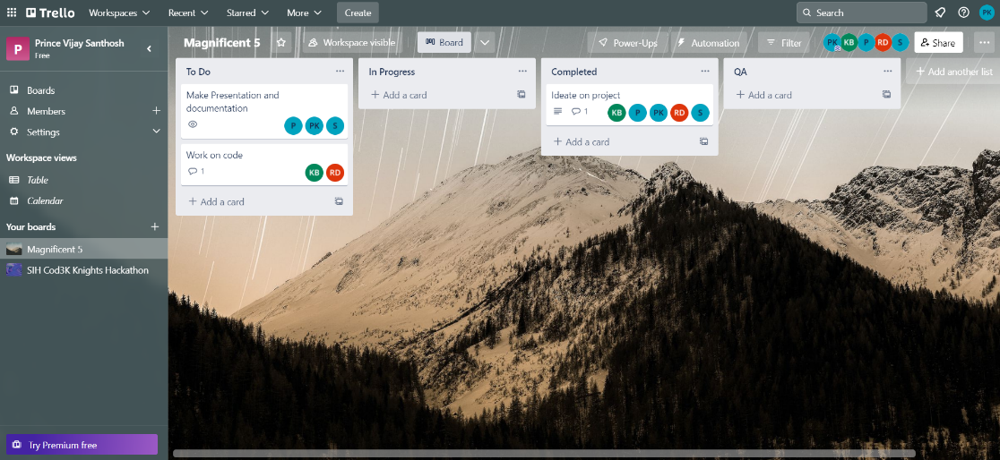 Trello
Workspaces
Recent
Starred
More
Create
Search
PK
P
Prince Vijay Santhosh
Free
Boards
Members
Settings
Workspace views
Table
Calendar
Your boards
Magnificent 5
SIH Cod3K Knights Hackathon
Try Premium free
Magnificent 5
Workspace visible
Board
Power-Ups
Automation
Filter
PK KB P RD S
Share
To Do
Make Presentation and
documentation
P PK S
Work on code
1
KB RD
Add a card
In Progress
Add a card
Completed
Ideate on project
1
KB P PK RD S
Add a card
QA
Add a card
Add another list